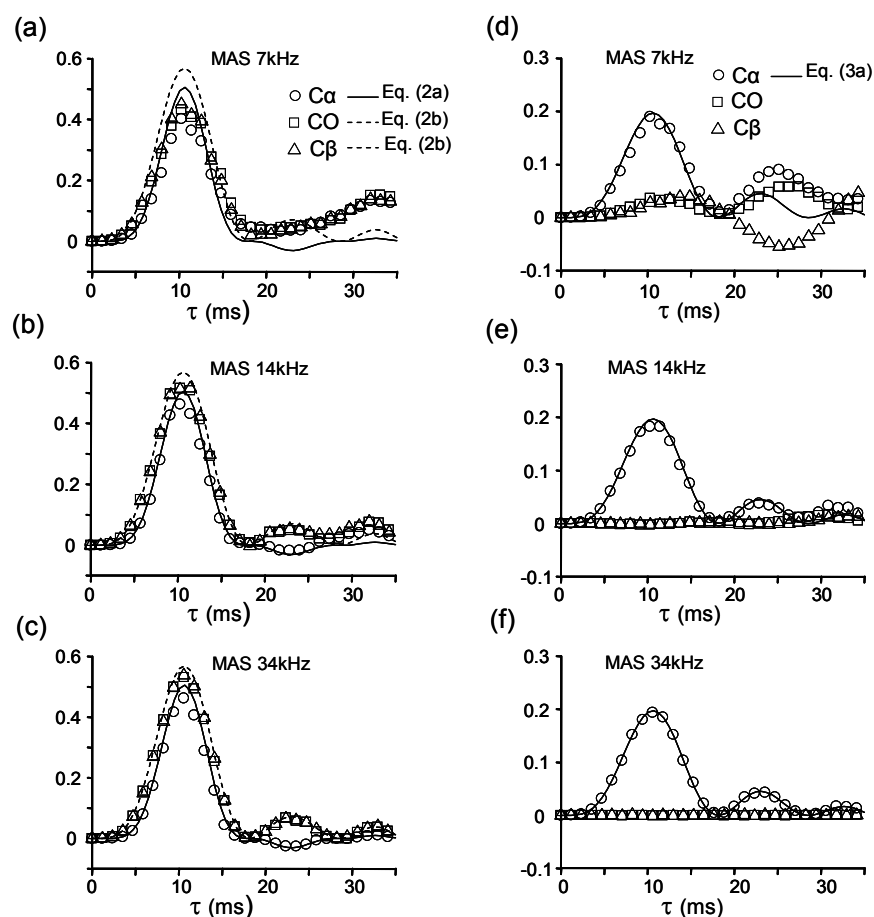 (a)
MAS 7kHz
Cα Eq. (2a)
CO Eq. (2b)
Cβ Eq. (2b)
0.6
0.4
0.2
0
0 10 20 30
τ (ms)
(b)
MAS 14kHz
0.6
0.4
0.2
0
0 10 20 30
τ (ms)
(c)
MAS 34kHz
0.6
0.4
0.2
0
0 10 20 30
τ (ms)
(d)
MAS 7kHz
Cα Eq. (3a)
CO
Cβ
0.3
0.2
0.1
0
-0.1
0 10 20 30
τ (ms)
(e)
MAS 14kHz
0.3
0.2
0.1
0
-0.1
0 10 20 30
τ (ms)
(f)
MAS 34kHz
0.3
0.2
0.1
0
-0.1
0 10 20 30
τ (ms)